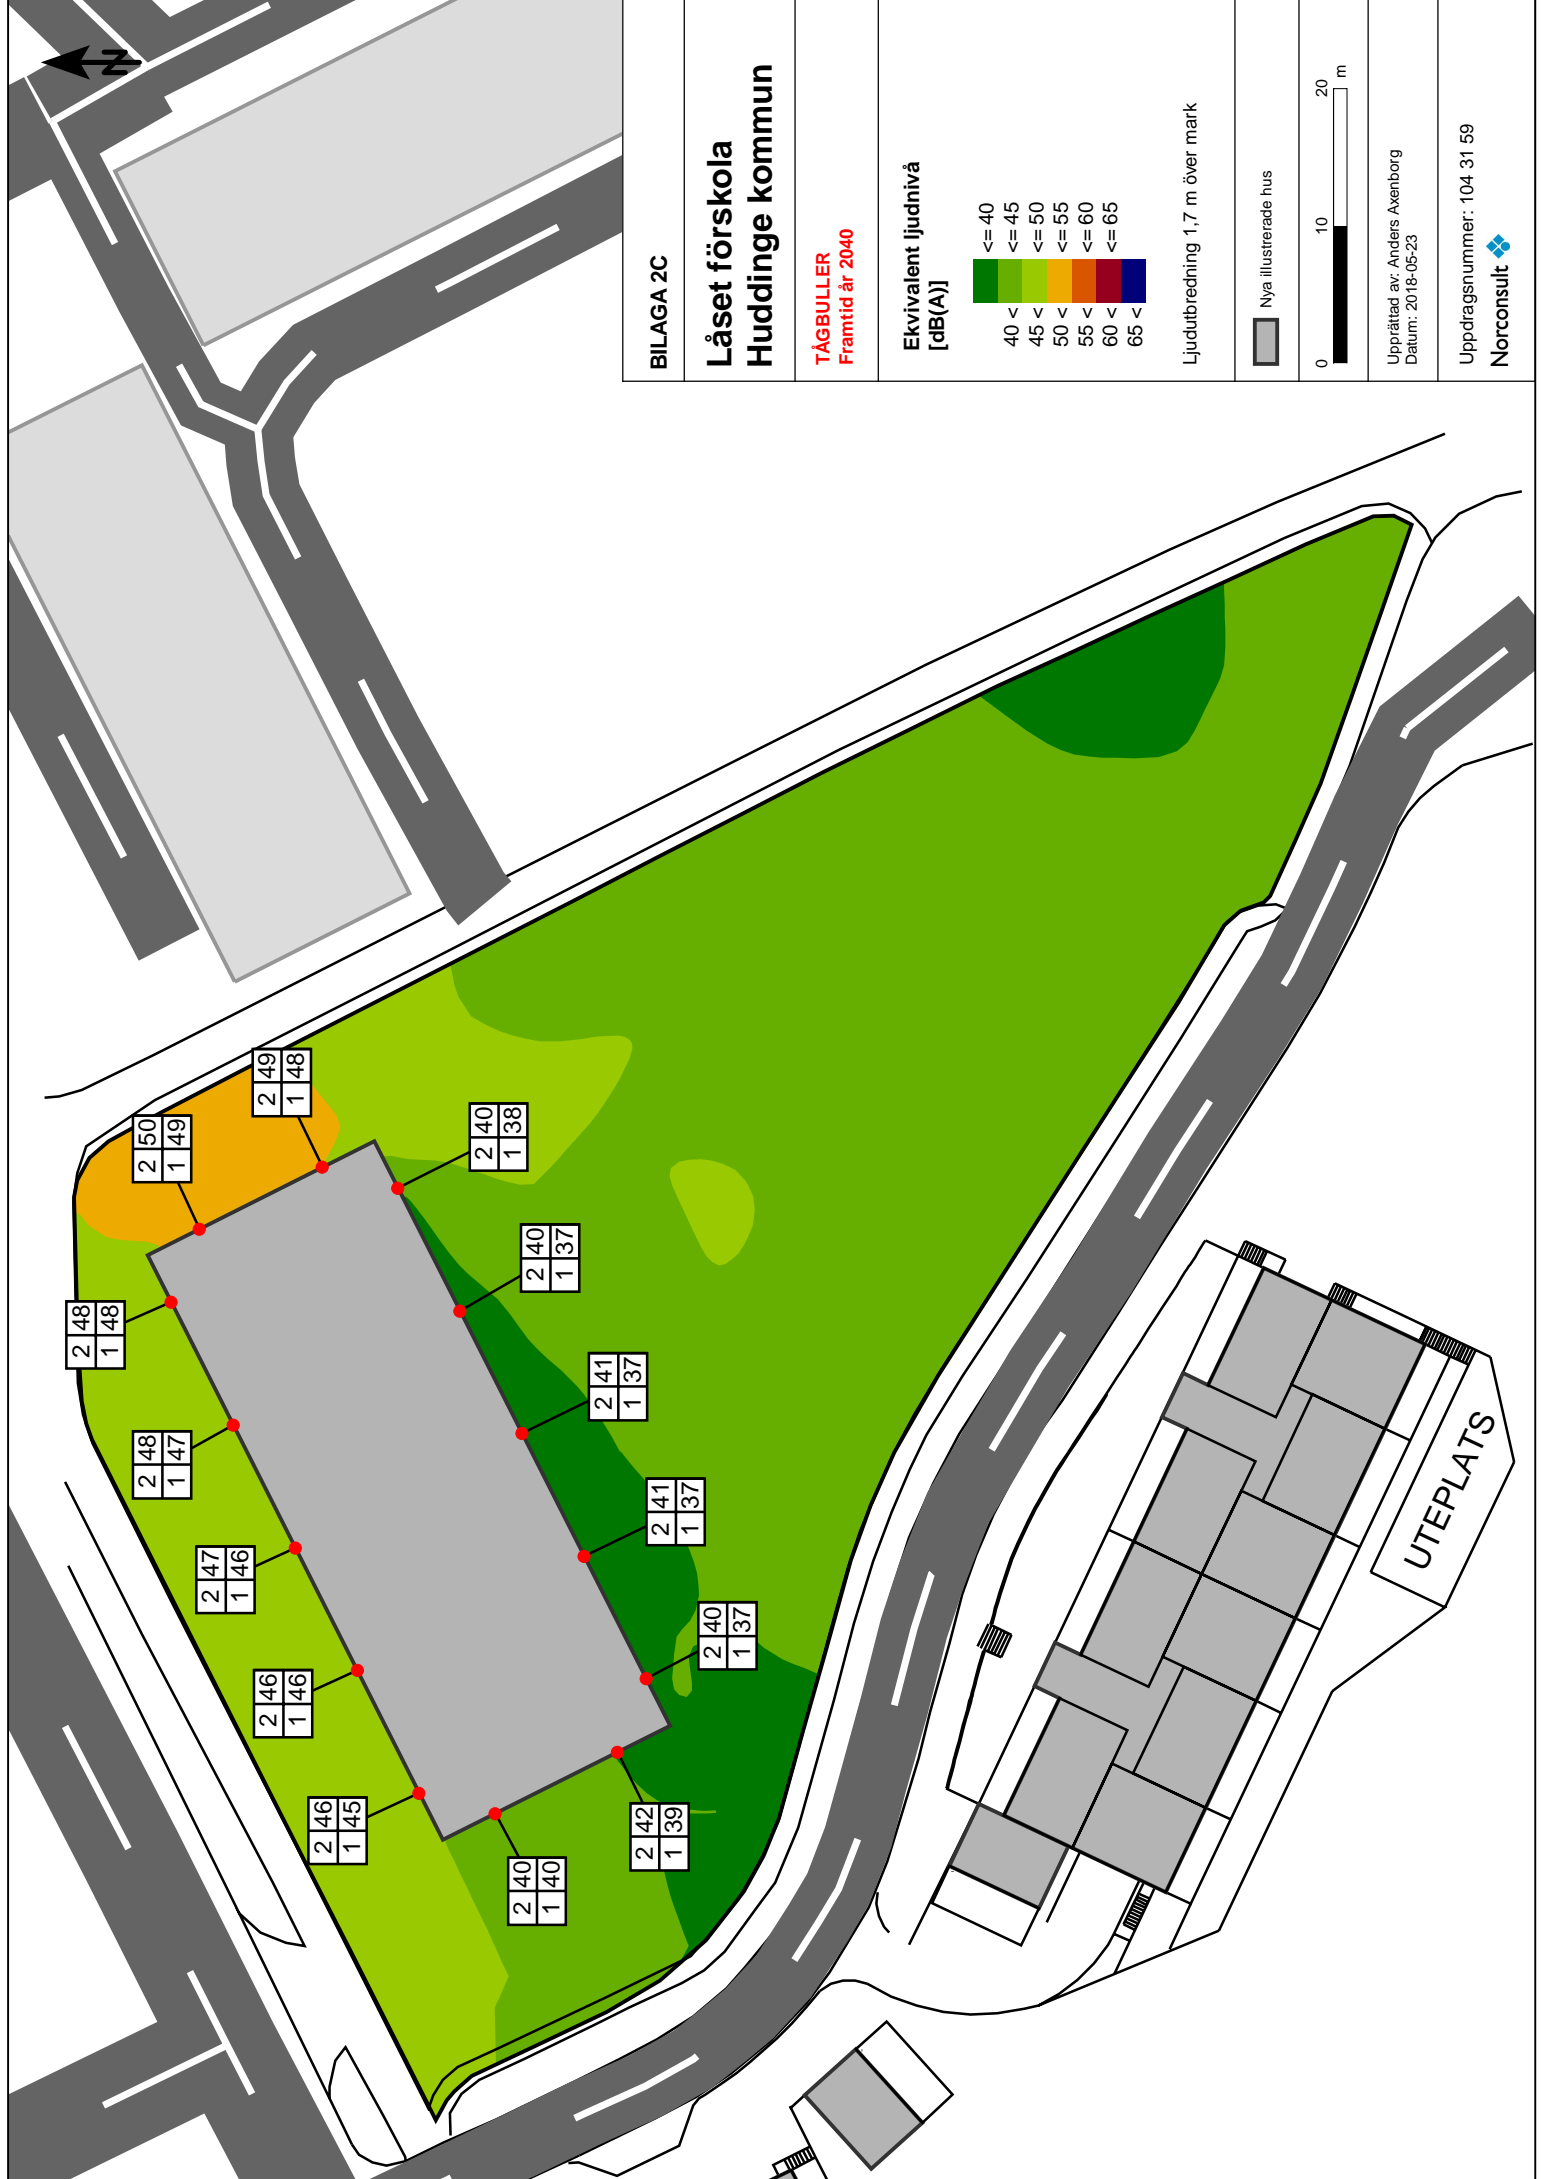 BILAGA 2C
Låset förskola
Huddinge kommun
TÅGBULLER
Framtid år 2040
Ekvivalent ljudnivå
[dB(A)]
<= 40
40 < <= 45
45 < <= 50
50 < <= 55
55 < <= 60
60 < <= 65
65 <
Ljudutbredning 1,7 m över mark
Nya illustrerade hus
0 10 20
m
Upprättad av: Anders Axenborg
Datum: 2018-05-23
Uppdragsnummer: 104 31 59
Norconsult
N
2 48
1 48
2 50
1 49
2 49
1 48
2 48
1 47
2 47
1 46
2 46
1 46
2 46
1 45
2 40
1 38
2 40
1 37
2 41
1 37
2 41
1 37
2 40
1 37
2 42
1 39
2 40
1 40
UTEPLATS